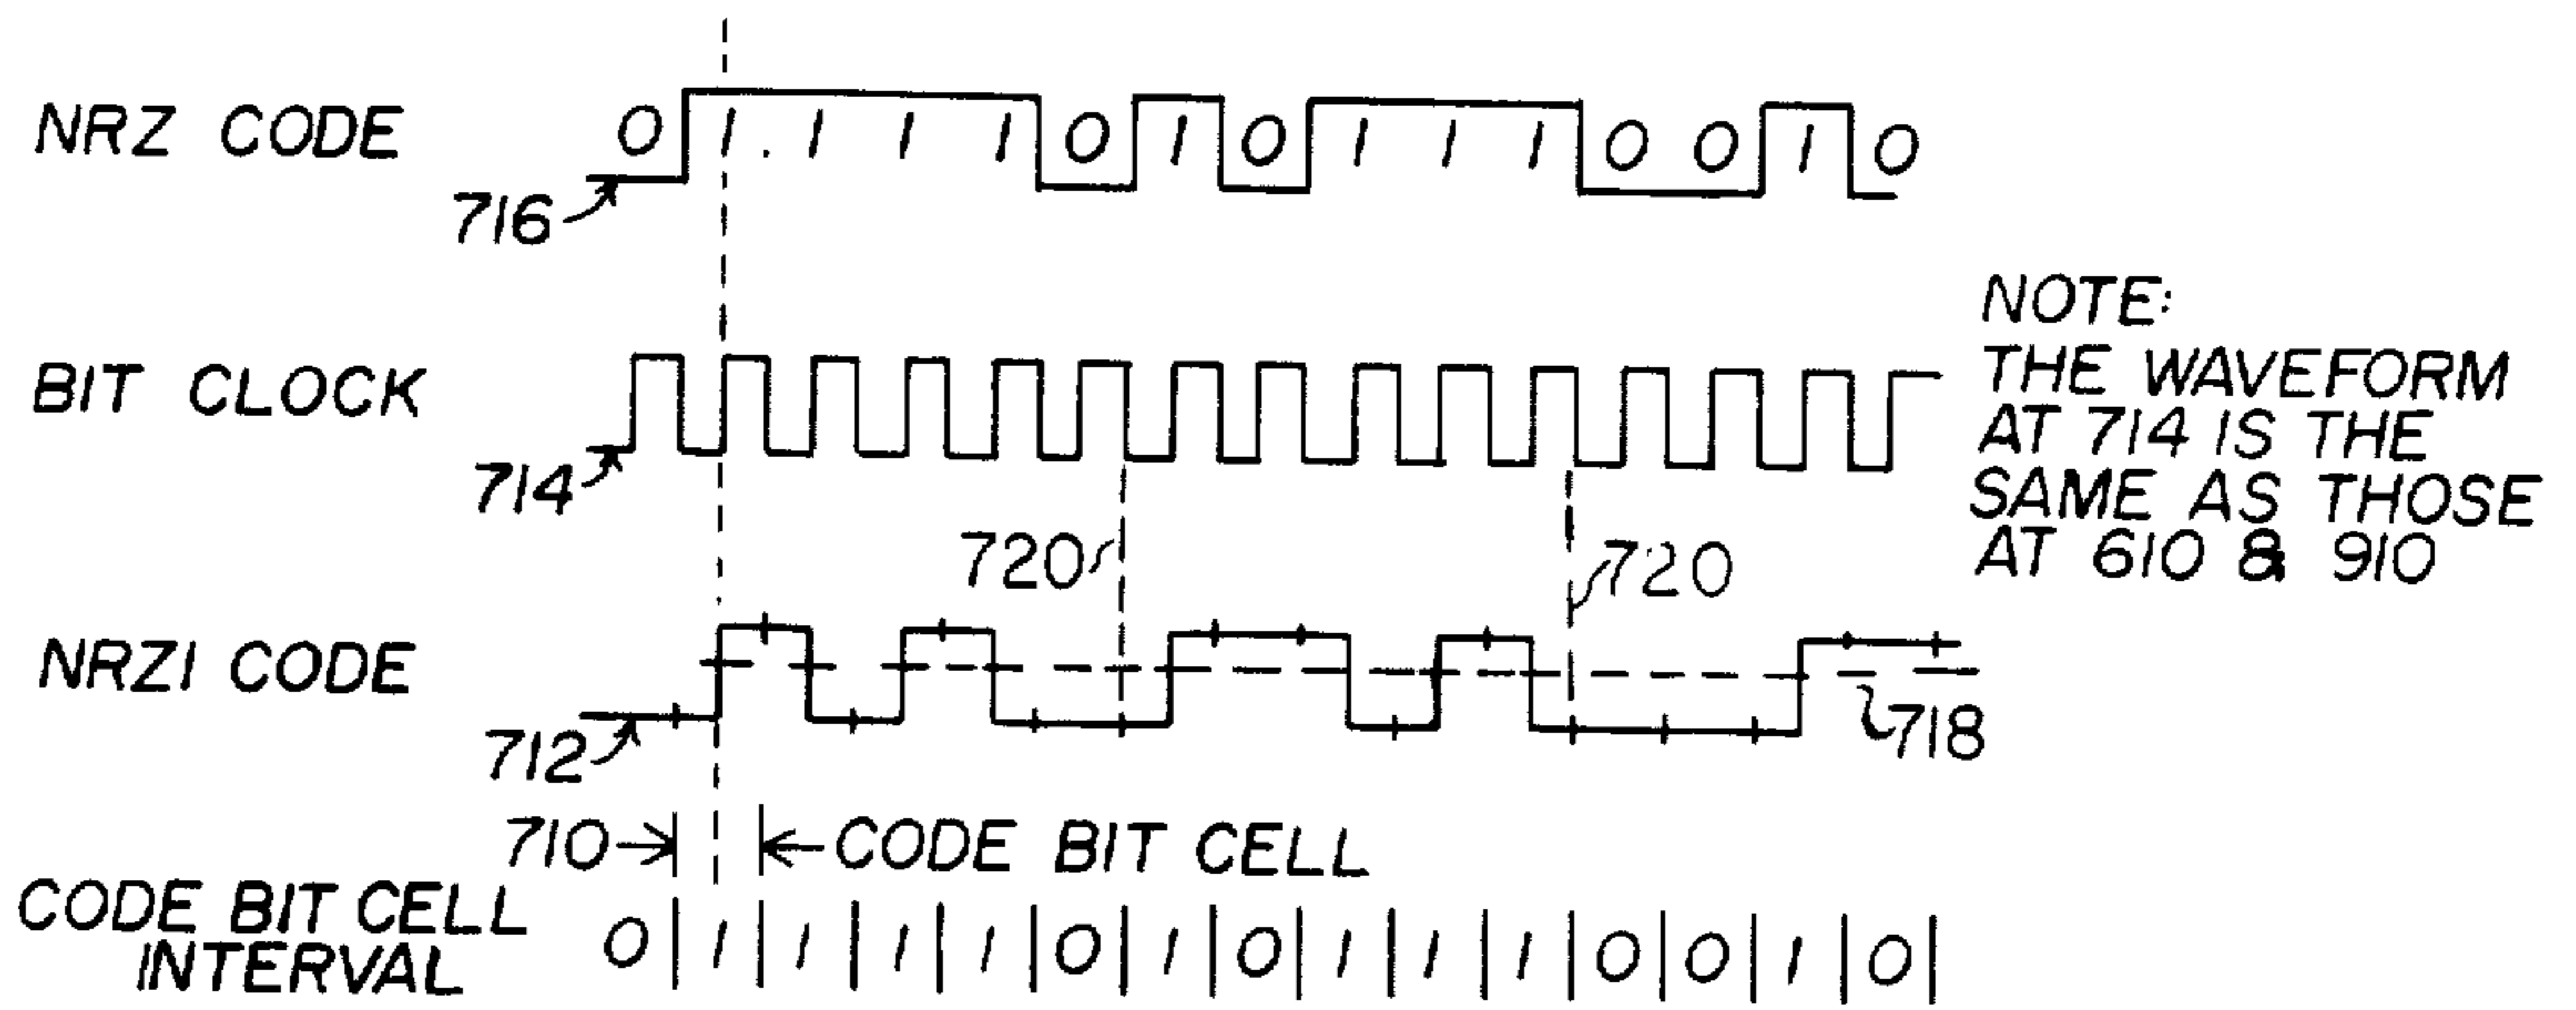 NRZ CODE
0 1 . 1 1 1 0 1 0 1 1 1 0 0 1 0
716
NOTE:
THE WAVEFORM
AT 714 IS THE
SAME AS THOSE
AT 610 & 910
BIT CLOCK
714
720
720
NRZI CODE
712
718
710
CODE BIT CELL
CODE BIT CELL
INTERVAL
0 | 1 | 1 | 1 | 1 | 0 | 1 | 0 | 1 | 1 | 1 | 0 | 0 | 1 | 0 |